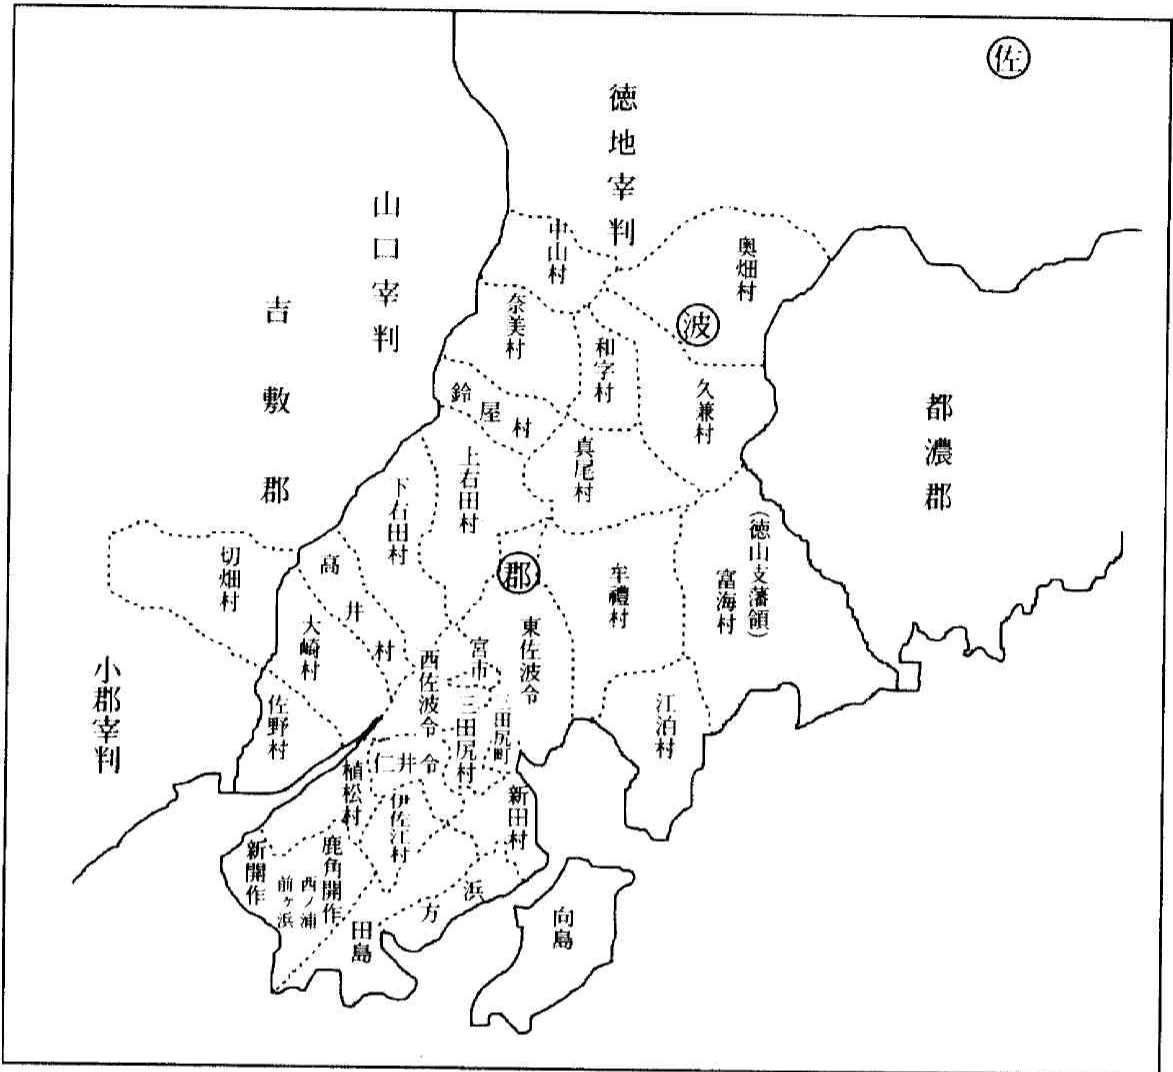 佐
波
郡
徳地宰判
山口宰判
吉敷郡
都濃郡
小郡宰判
中山村
奥畑村
奈美村
和字村
久兼村
鈴屋村
真尾村
上右田村
下右田村
切畑村
高井村
大崎村
佐野村
西佐波令
宮市
東佐波令
牟禮村
(徳山支藩領)
富海村
江泊村
三田尻村
三田尻町
仁井令
植松村
伊佐江村
新田村
新開作
鹿角開作
西ノ浦
前ヶ浜
浜方
田島
向島